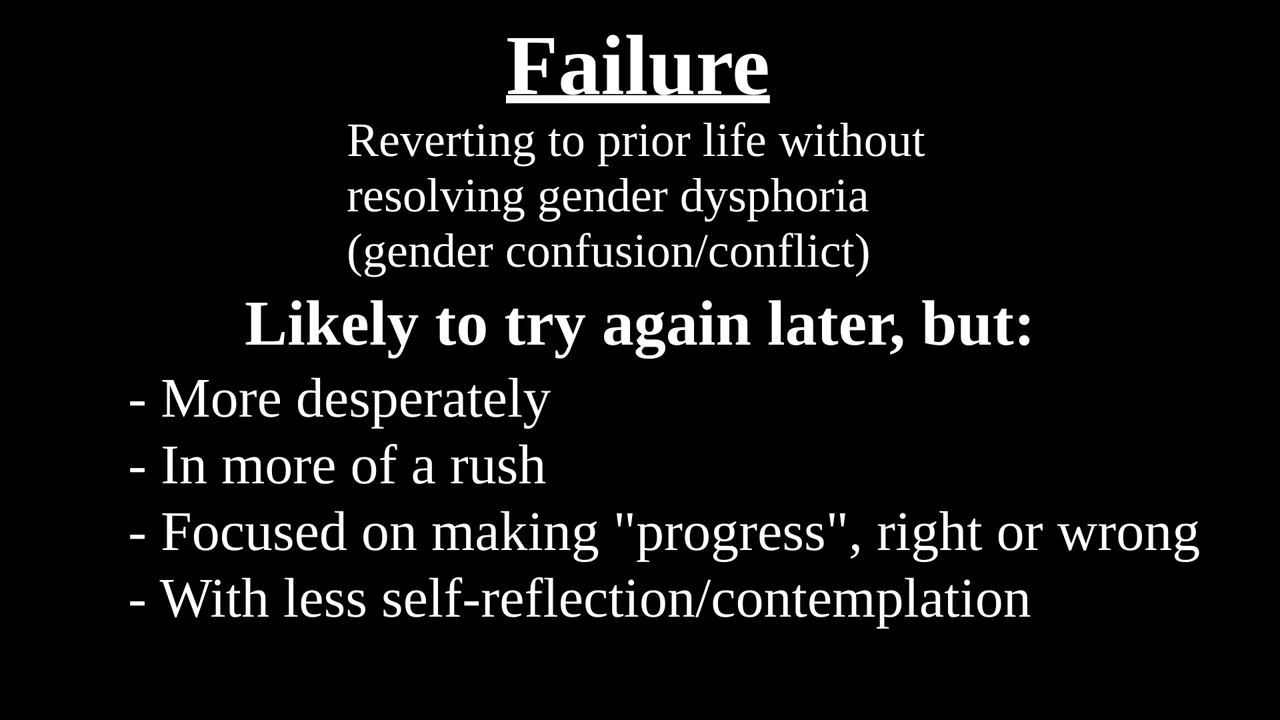 Failure
Reverting to prior life without
resolving gender dysphoria
(gender confusion/conflict)
Likely to try again later, but:
- More desperately
- In more of a rush
- Focused on making "progress", right or wrong
- With less self-reflection/contemplation